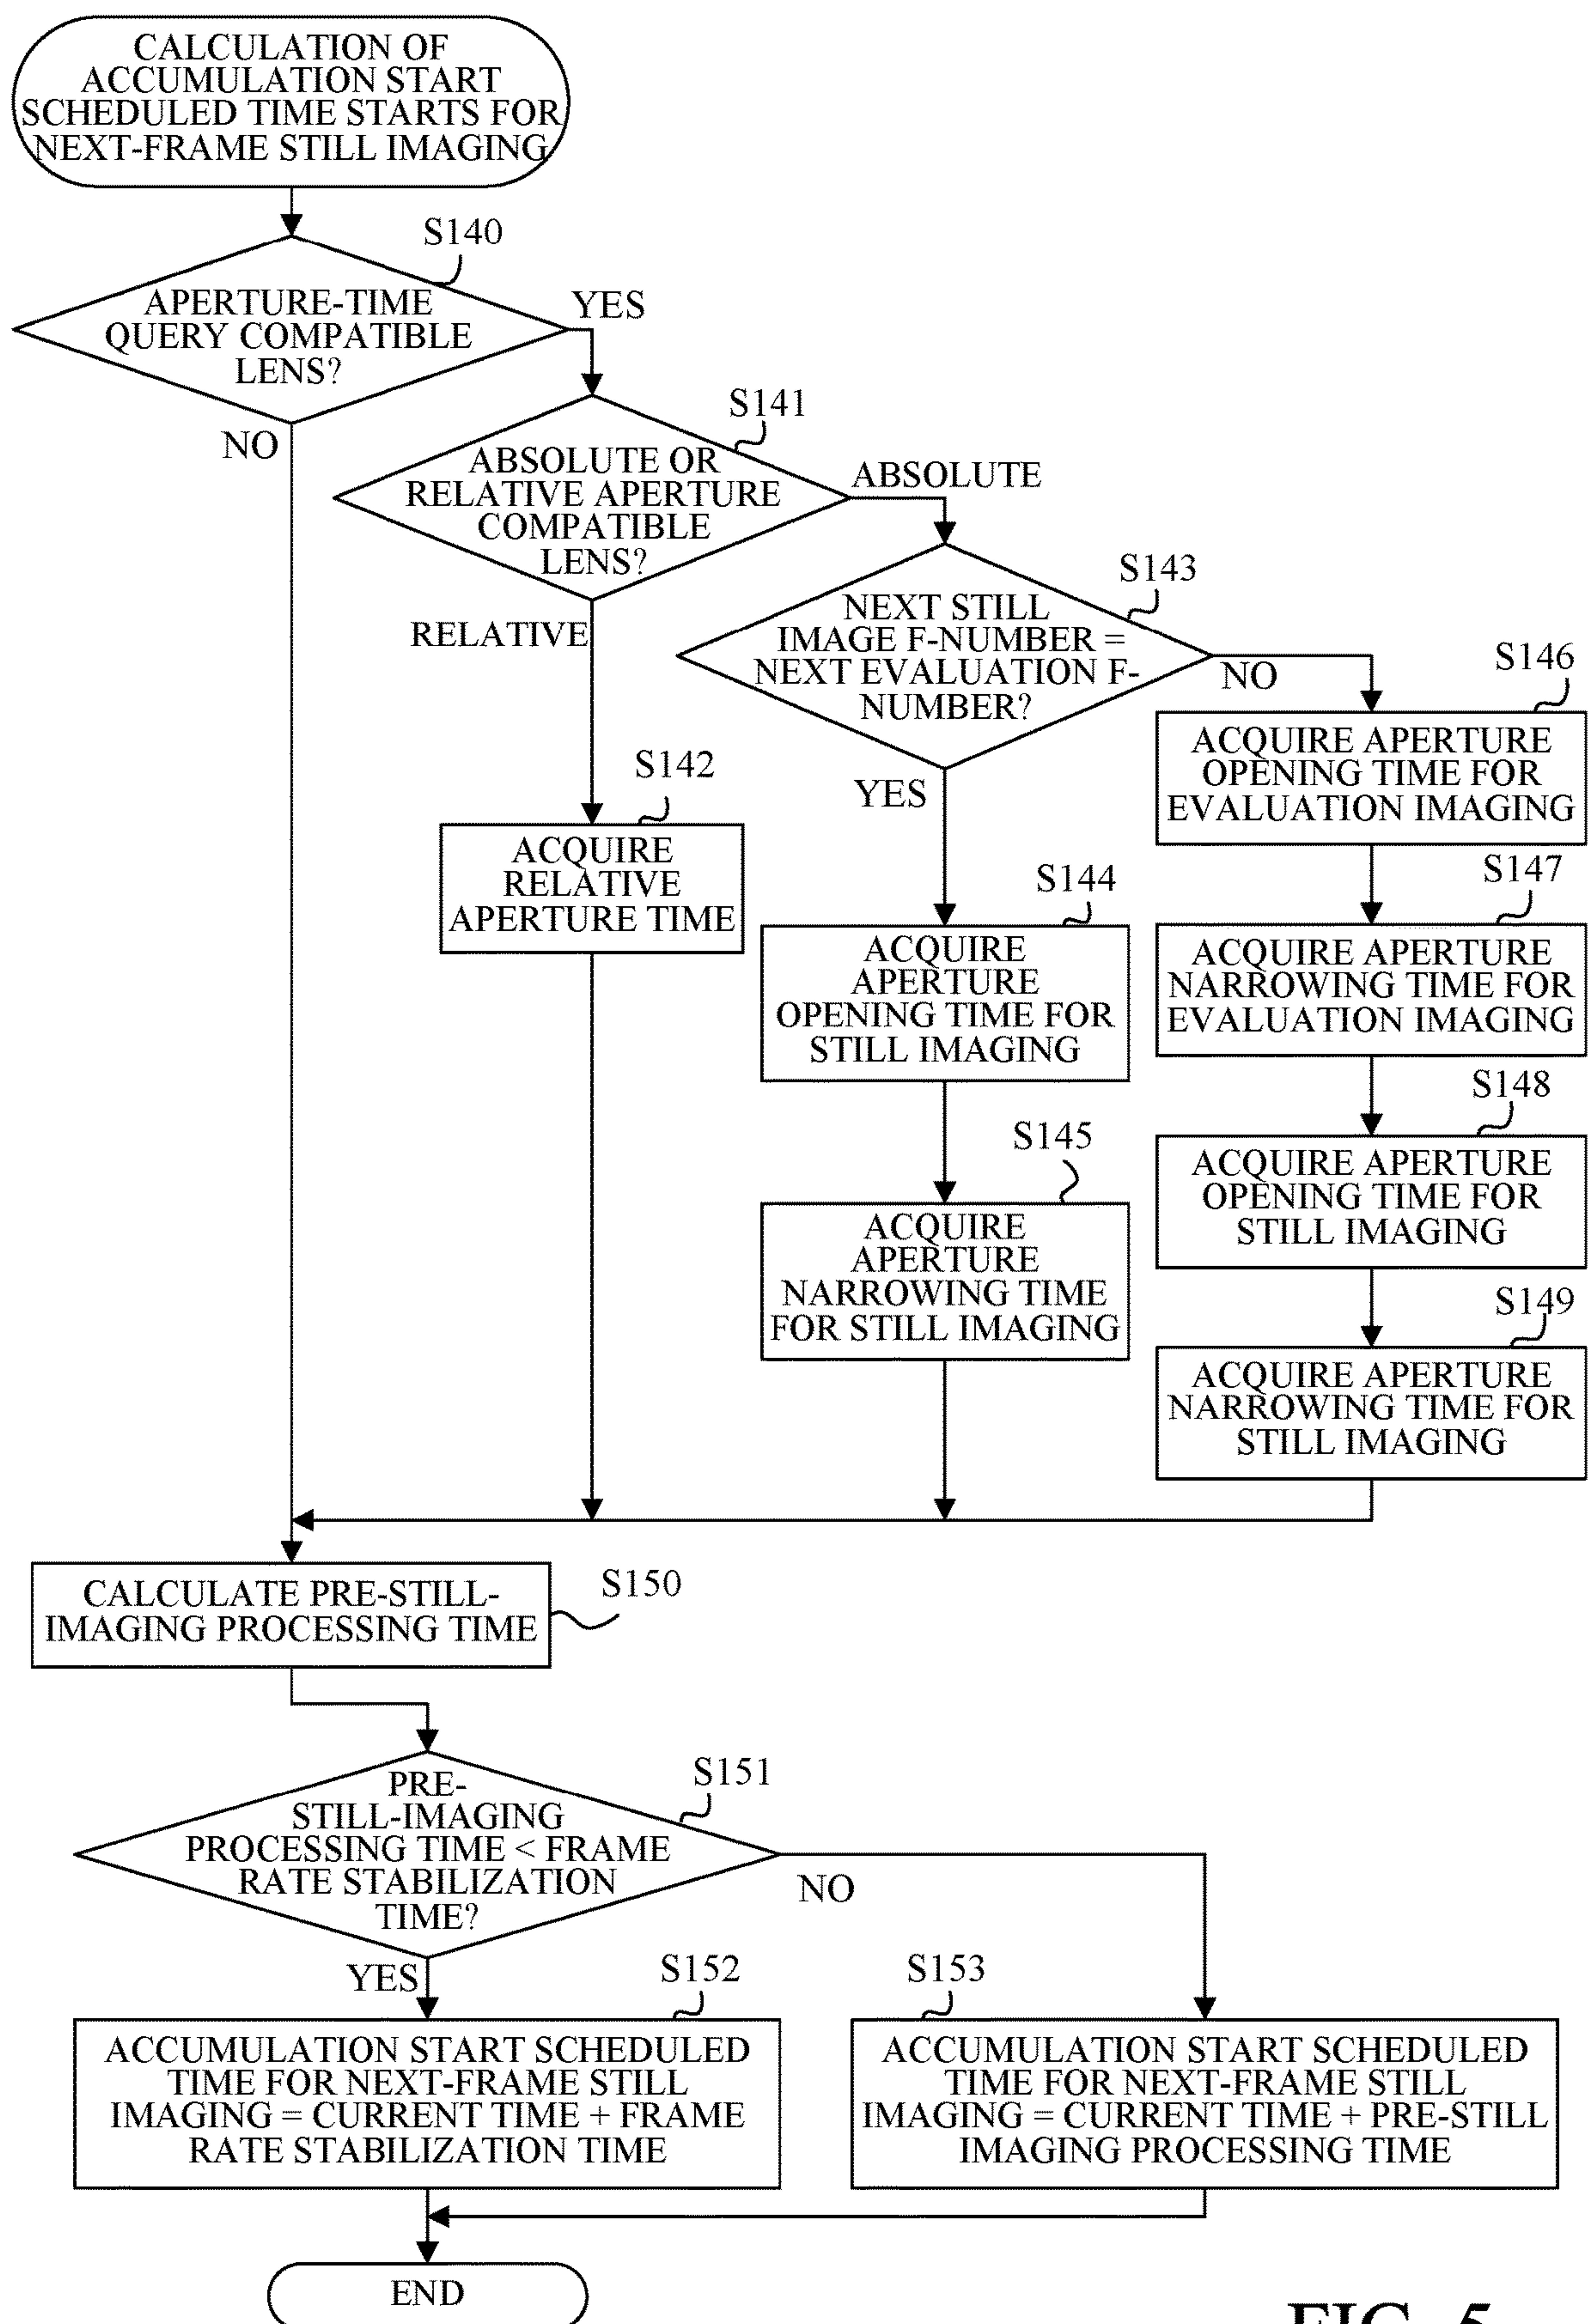 CALCULATION OF
ACCUMULATION START
SCHEDULED TIME STARTS FOR
NEXT-FRAME STILL IMAGING
S140
APERTURE-TIME
QUERY COMPATIBLE
LENS?
YES
NO
S141
ABSOLUTE OR
RELATIVE APERTURE
COMPATIBLE
LENS?
ABSOLUTE
RELATIVE
S143
NEXT STILL
IMAGE F-NUMBER =
NEXT EVALUATION F-
NUMBER?
NO
YES
S142
ACQUIRE
RELATIVE
APERTURE TIME
S144
ACQUIRE
APERTURE
OPENING TIME FOR
STILL IMAGING
S145
ACQUIRE
APERTURE
NARROWING TIME
FOR STILL IMAGING
S146
ACQUIRE APERTURE
OPENING TIME FOR
EVALUATION IMAGING
S147
ACQUIRE APERTURE
NARROWING TIME FOR
EVALUATION IMAGING
S148
ACQUIRE APERTURE
OPENING TIME FOR
STILL IMAGING
S149
ACQUIRE APERTURE
NARROWING TIME FOR
STILL IMAGING
CALCULATE PRE-STILL-
IMAGING PROCESSING TIME
S150
PRE-
STILL-IMAGING
PROCESSING TIME < FRAME
RATE STABILIZATION
TIME?
S151
NO
YES
S152
ACCUMULATION START SCHEDULED
TIME FOR NEXT-FRAME STILL
IMAGING = CURRENT TIME + FRAME
RATE STABILIZATION TIME
S153
ACCUMULATION START SCHEDULED
TIME FOR NEXT-FRAME STILL
IMAGING = CURRENT TIME + PRE-STILL
IMAGING PROCESSING TIME
END
FIG. 5